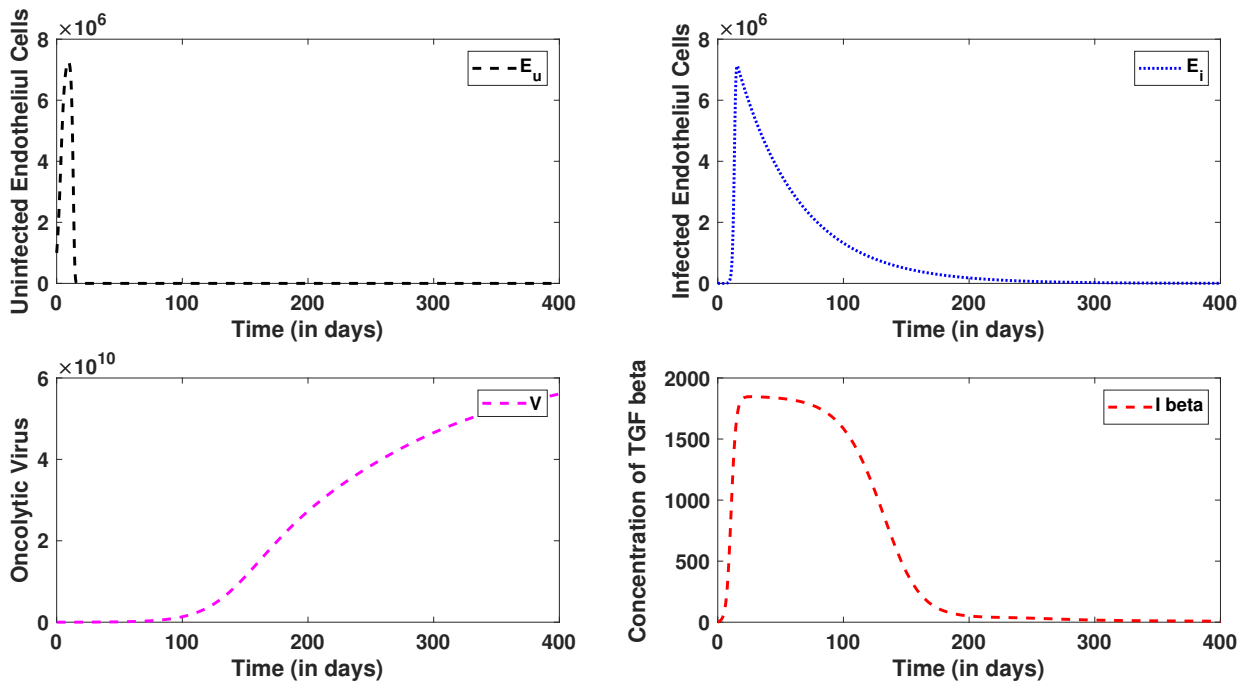 ×10^6
8
6
4
2
0
Uninfected Endotheliul Cells
E_u
0 100 200 300 400
Time (in days)
×10^6
8
6
4
2
0
Infected Endotheliul Cells
E_i
0 100 200 300 400
Time (in days)
×10^10
6
4
2
0
Oncolytic Virus
V
0 100 200 300 400
Time (in days)
2000
1500
1000
500
0
Concentration of TGF beta
I beta
0 100 200 300 400
Time (in days)